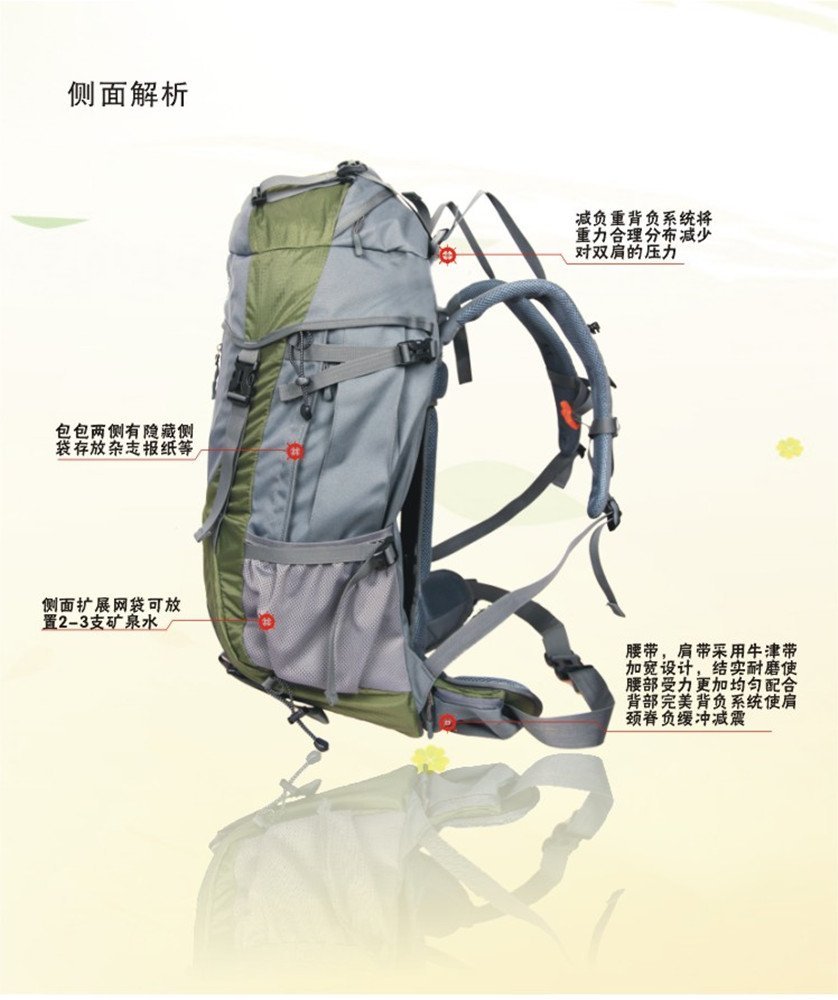 侧面解析
减负重背负系统将
重力合理分布减少
对双肩的压力
包包两侧有隐藏侧
袋存放杂志报纸等
侧面扩展网袋可放
置2-3支矿泉水
腰带，肩带采用牛津带
加宽设计，结实耐磨使
腰部受力更加均匀配合
背部完美背负系统使肩
颈脊负缓冲减震